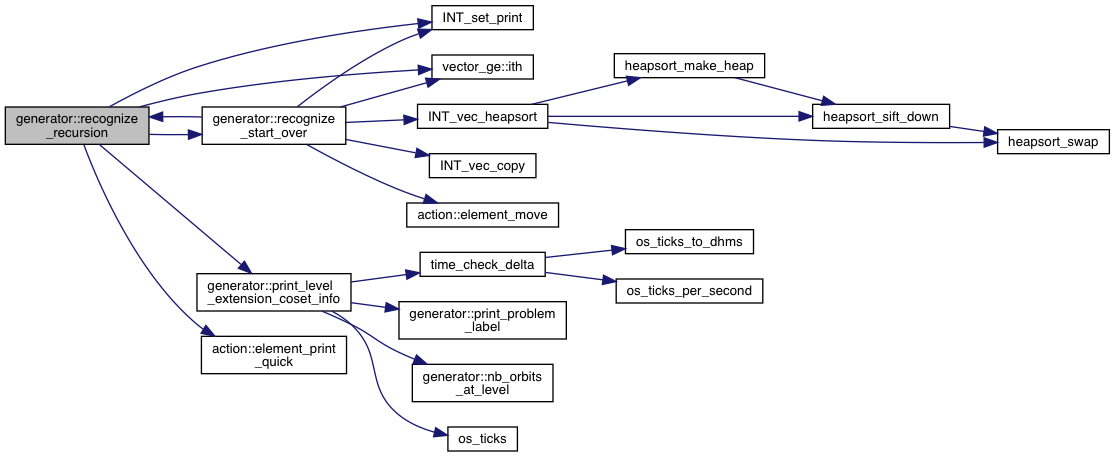 generator::recognize
_recursion
INT_set_print
vector_ge::ith
generator::recognize
_start_over
INT_vec_heapsort
heapsort_make_heap
heapsort_sift_down
heapsort_swap
INT_vec_copy
action::element_move
generator::print_level
_extension_coset_info
time_check_delta
os_ticks_to_dhms
os_ticks_per_second
generator::print_problem
_label
action::element_print
_quick
generator::nb_orbits
_at_level
os_ticks